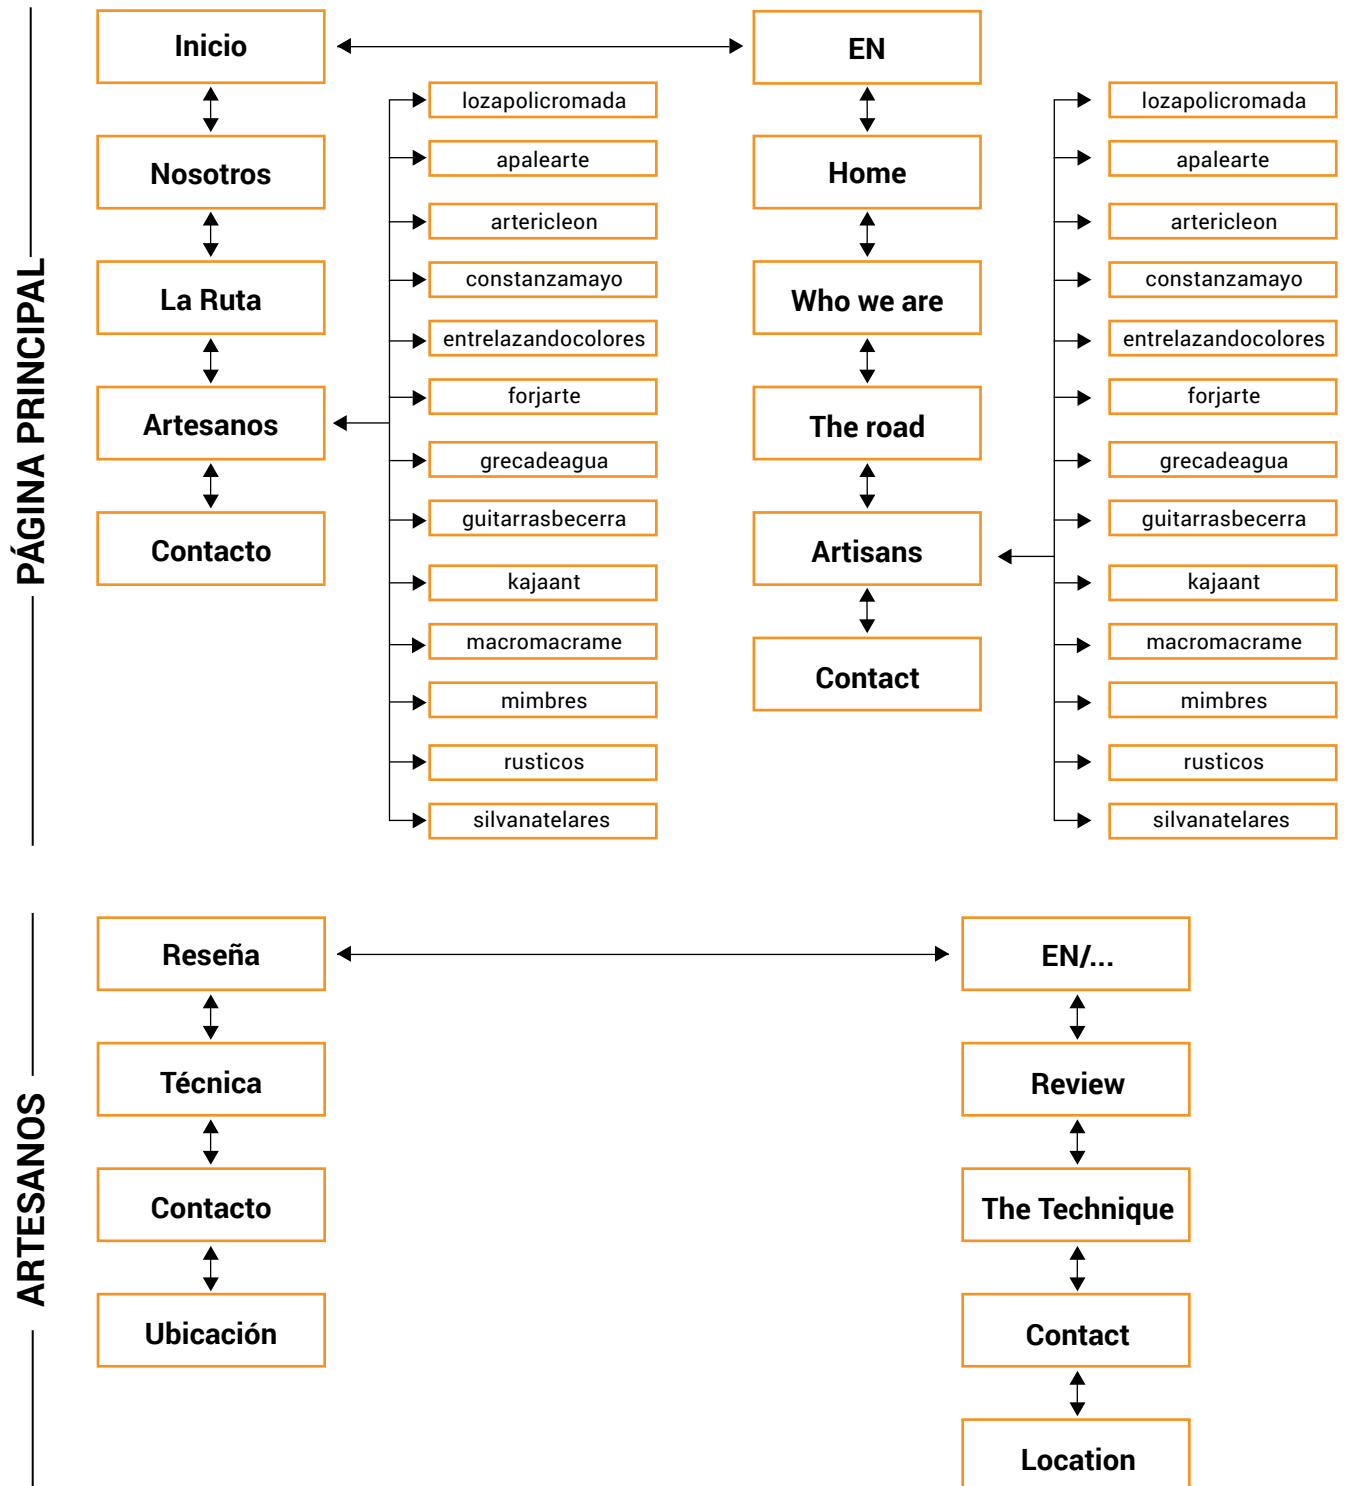 PÁGINA PRINCIPAL
Inicio
Nosotros
La Ruta
Artesanos
Contacto
lozapolicromada
apalearte
artericleon
constanzamayo
entrelazandocolores
forjarte
grecadeagua
guitarrasbecerra
kajaant
macromacrame
mimbres
rusticos
silvanatelares
EN
Home
Who we are
The road
Artisans
Contact
lozapolicromada
apalearte
artericleon
constanzamayo
entrelazandocolores
forjarte
grecadeagua
guitarrasbecerra
kajaant
macromacrame
mimbres
rusticos
silvanatelares
ARTESANOS
Reseña
Técnica
Contacto
Ubicación
EN/...
Review
The Technique
Contact
Location